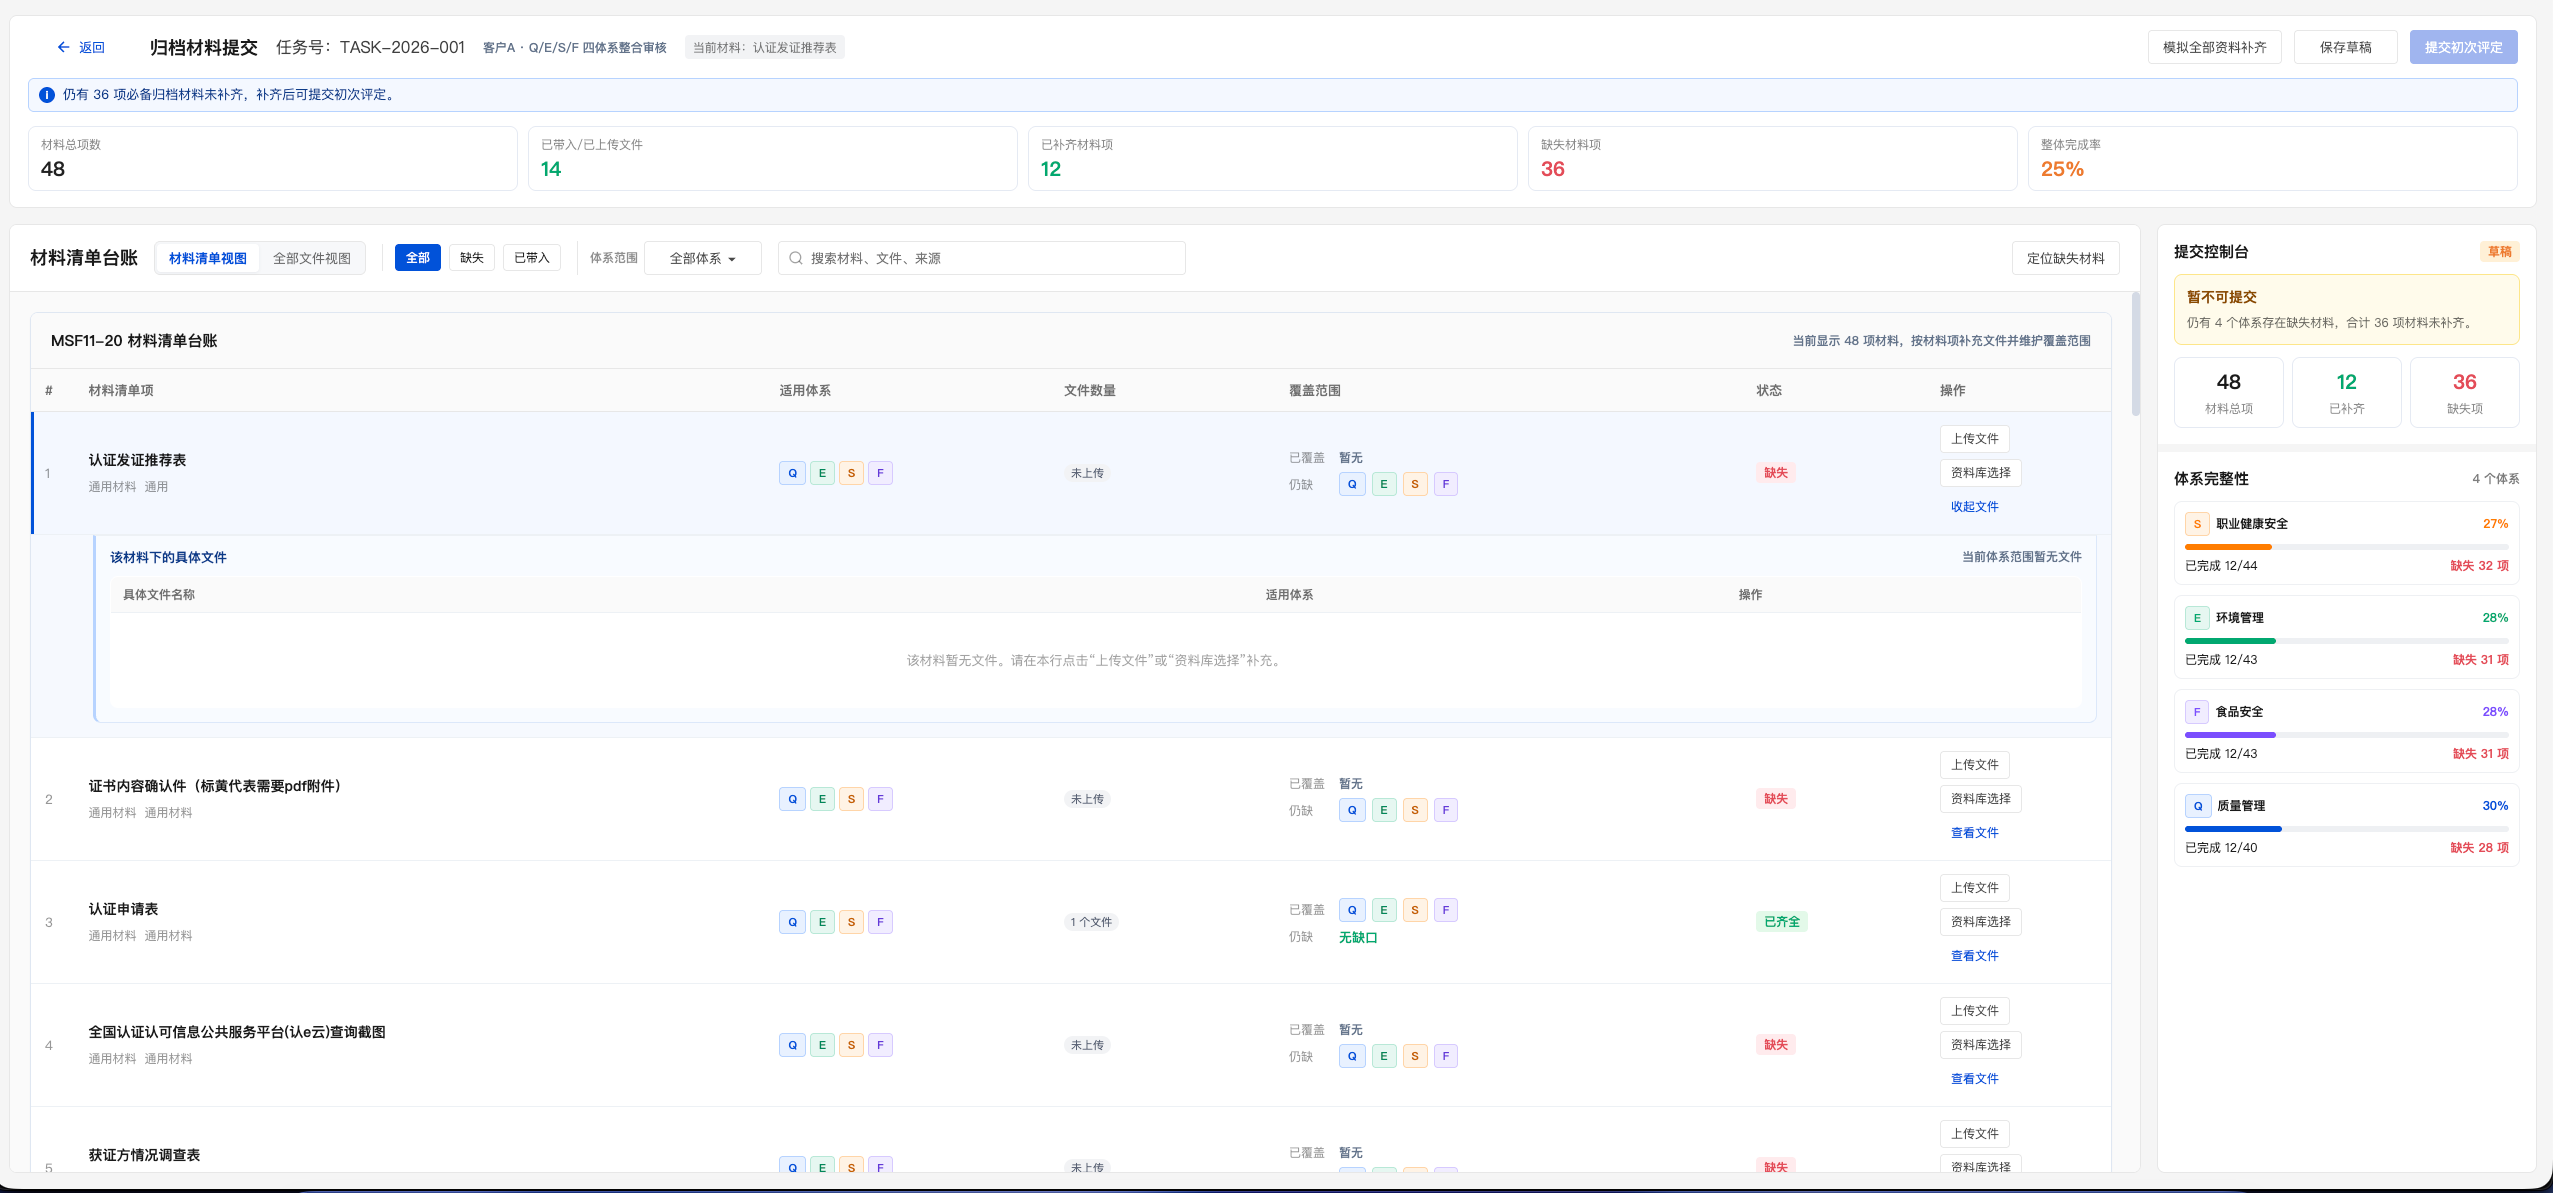 返回 归档材料提交 任务号：TASK-2026-001 客户A · Q/E/S/F 四体系整合审核 当前材料：认证发证推荐表 模拟全部资料补齐 保存草稿 提交初次评定
仍有 36 项必备归档材料未补齐，补齐后可提交初次评定。
材料总项数 已带入/已上传文件 已补齐材料项 缺失材料项 整体完成率
48 14 12 36 25%
材料清单台账 材料清单视图 全部文件视图 全部 缺失 已带入 体系范围 全部体系 搜索材料、文件、来源 定位缺失材料
MSF11-20 材料清单台账 当前显示 48 项材料，按材料项补充文件并维护覆盖范围
# 材料清单项 适用体系 文件数量 覆盖范围 状态 操作
1 认证发证推荐表 通用材料 通用 Q E S F 未上传 已覆盖 暂无 仍缺 Q E S F 缺失 上传文件 资料库选择 收起文件
该材料下的具体文件 当前体系范围暂无文件
具体文件名称 适用体系 操作
该材料暂无文件。请在本行点击“上传文件”或“资料库选择”补充。
2 证书内容确认件（标黄代表需要pdf附件） 通用材料 通用材料 Q E S F 未上传 已覆盖 暂无 仍缺 Q E S F 缺失 上传文件 资料库选择 查看文件
3 认证申请表 通用材料 通用材料 Q E S F 1 个文件 已覆盖 Q E S F 仍缺 无缺口 已齐全 上传文件 资料库选择 查看文件
4 全国认证认可信息公共服务平台(认e云)查询截图 通用材料 通用材料 Q E S F 未上传 已覆盖 暂无 仍缺 Q E S F 缺失 上传文件 资料库选择 查看文件
5 获证方情况调查表 Q E S F 未上传 已覆盖 暂无 缺失 上传文件 资料库选择
提交控制台 草稿
暂不可提交
仍有 4 个体系存在缺失材料，合计 36 项材料未补齐。
48 12 36
材料总项 已补齐 缺失项
体系完整性 4 个体系
S 职业健康安全 27%
已完成 12/44 缺失 32 项
E 环境管理 28%
已完成 12/43 缺失 31 项
F 食品安全 28%
已完成 12/43 缺失 31 项
Q 质量管理 30%
已完成 12/40 缺失 28 项